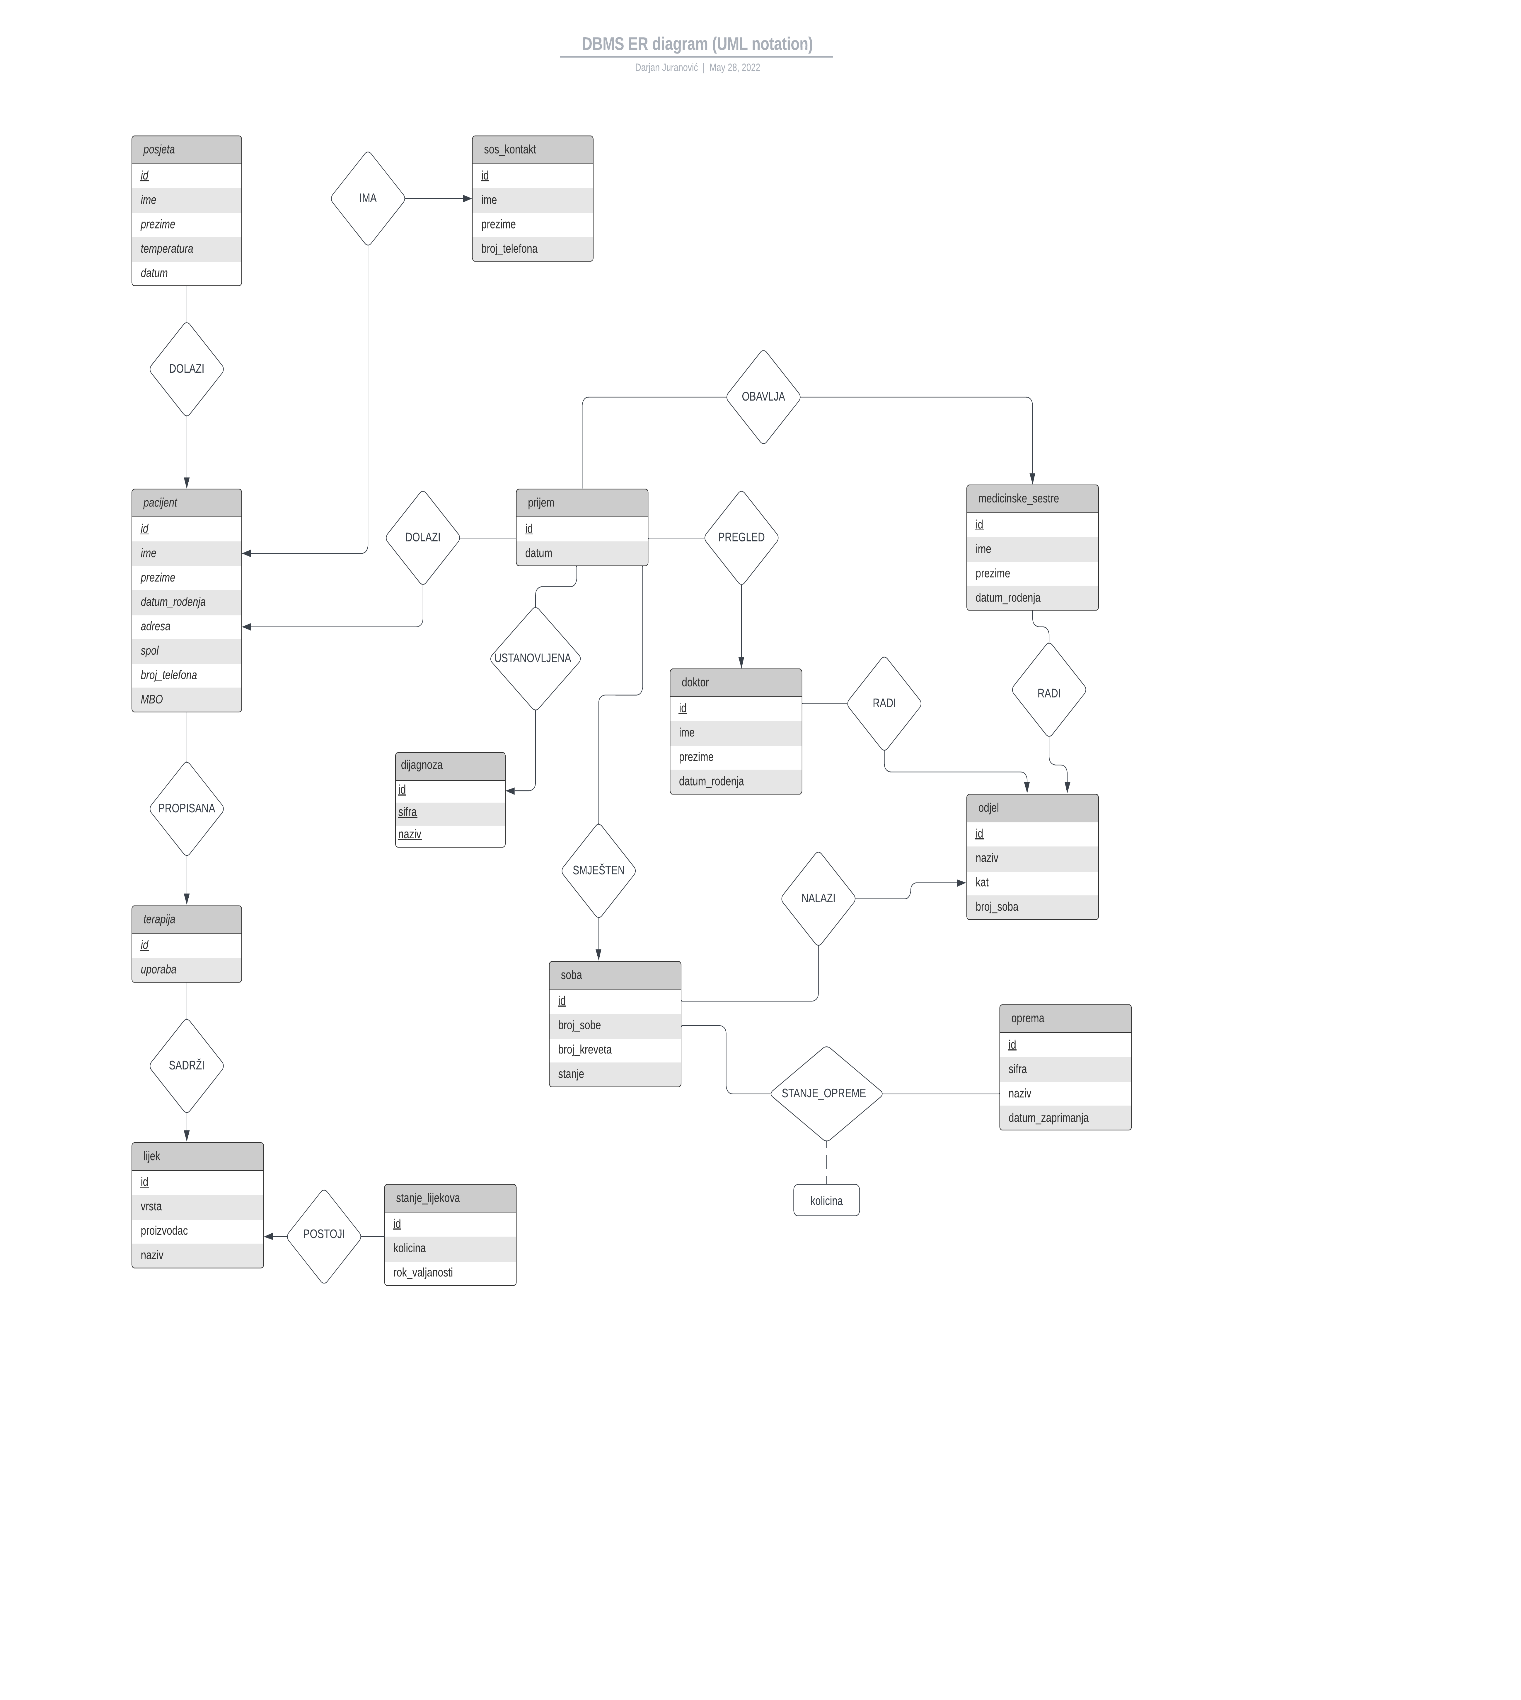 DBMS ER diagram (UML notation)
Darjan Juranović | May 28, 2022
posjeta
id
ime
prezime
temperatura
datum
IMA
sos_kontakt
id
ime
prezime
broj_telefona
DOLAZI
OBAVLJA
pacijent
id
ime
prezime
datum_rodenja
adresa
spol
broj_telefona
MBO
DOLAZI
prijem
id
datum
PREGLED
medicinske_sestre
id
ime
prezime
datum_rodenja
USTANOVLJENA
doktor
id
ime
prezime
datum_rodenja
RADI
RADI
dijagnoza
id
sifra
naziv
PROPISANA
SMJEŠTEN
NALAZI
odjel
id
naziv
kat
broj_soba
terapija
id
uporaba
soba
id
broj_sobe
broj_kreveta
stanje
oprema
id
sifra
naziv
datum_zaprimanja
SADRŽI
STANJE_OPREME
kolicina
lijek
id
vrsta
proizvodac
naziv
POSTOJI
stanje_lijekova
id
kolicina
rok_valjanosti